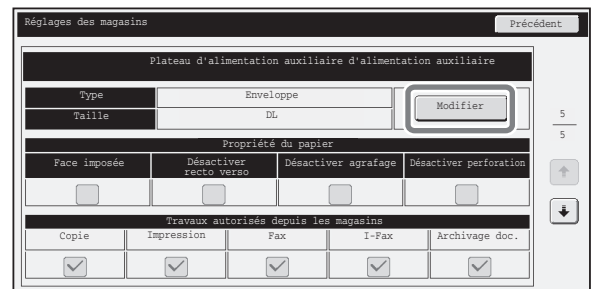 Réglages des magasins
Précédent
Plateau d'alimentation auxiliaire d'alimentation auxiliaire
Type
Enveloppe
Modifier
Taille
DL
5
5
Propriété du papier
Face imposée
Désactiver
recto verso
Désactiver agrafage
Désactiver perforation
Travaux autorisés depuis les magasins
Copie
Impression
Fax
I-Fax
Archivage doc.